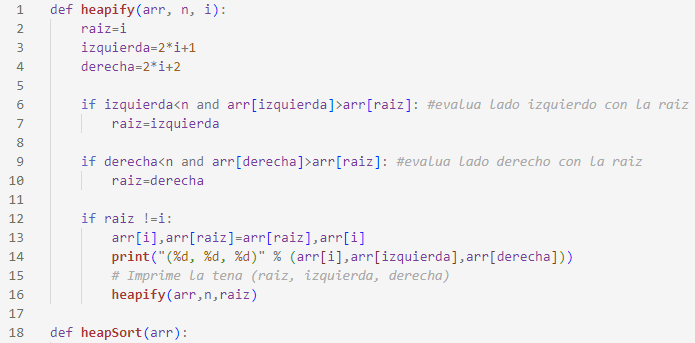 1 def heapify(arr, n, i):
2     raiz=i
3     izquierda=2*i+1
4     derecha=2*i+2
5
6     if izquierda<n and arr[izquierda]>arr[raiz]: #evalua lado izquierdo con la raiz
7         raiz=izquierda
8
9     if derecha<n and arr[derecha]>arr[raiz]: #evalua lado derecho con la raiz
10         raiz=derecha
11
12     if raiz !=i:
13         arr[i],arr[raiz]=arr[raiz],arr[i]
14         print("(%d, %d, %d)" % (arr[i],arr[izquierda],arr[derecha]))
15         # Imprime la tena (raiz, izquierda, derecha)
16         heapify(arr,n,raiz)
17
18 def heapSort(arr):